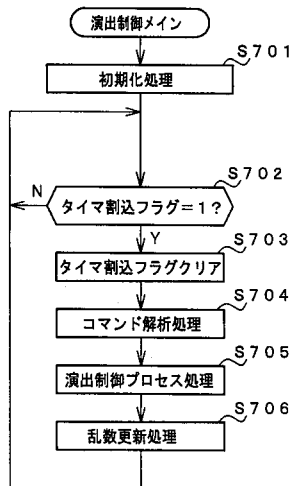 演出制御メイン
S701
初期化処理
S702
N
タイマ割込フラグ=1?
Y
S703
タイマ割込フラグクリア
S704
コマンド解析処理
S705
演出制御プロセス処理
S706
乱数更新処理